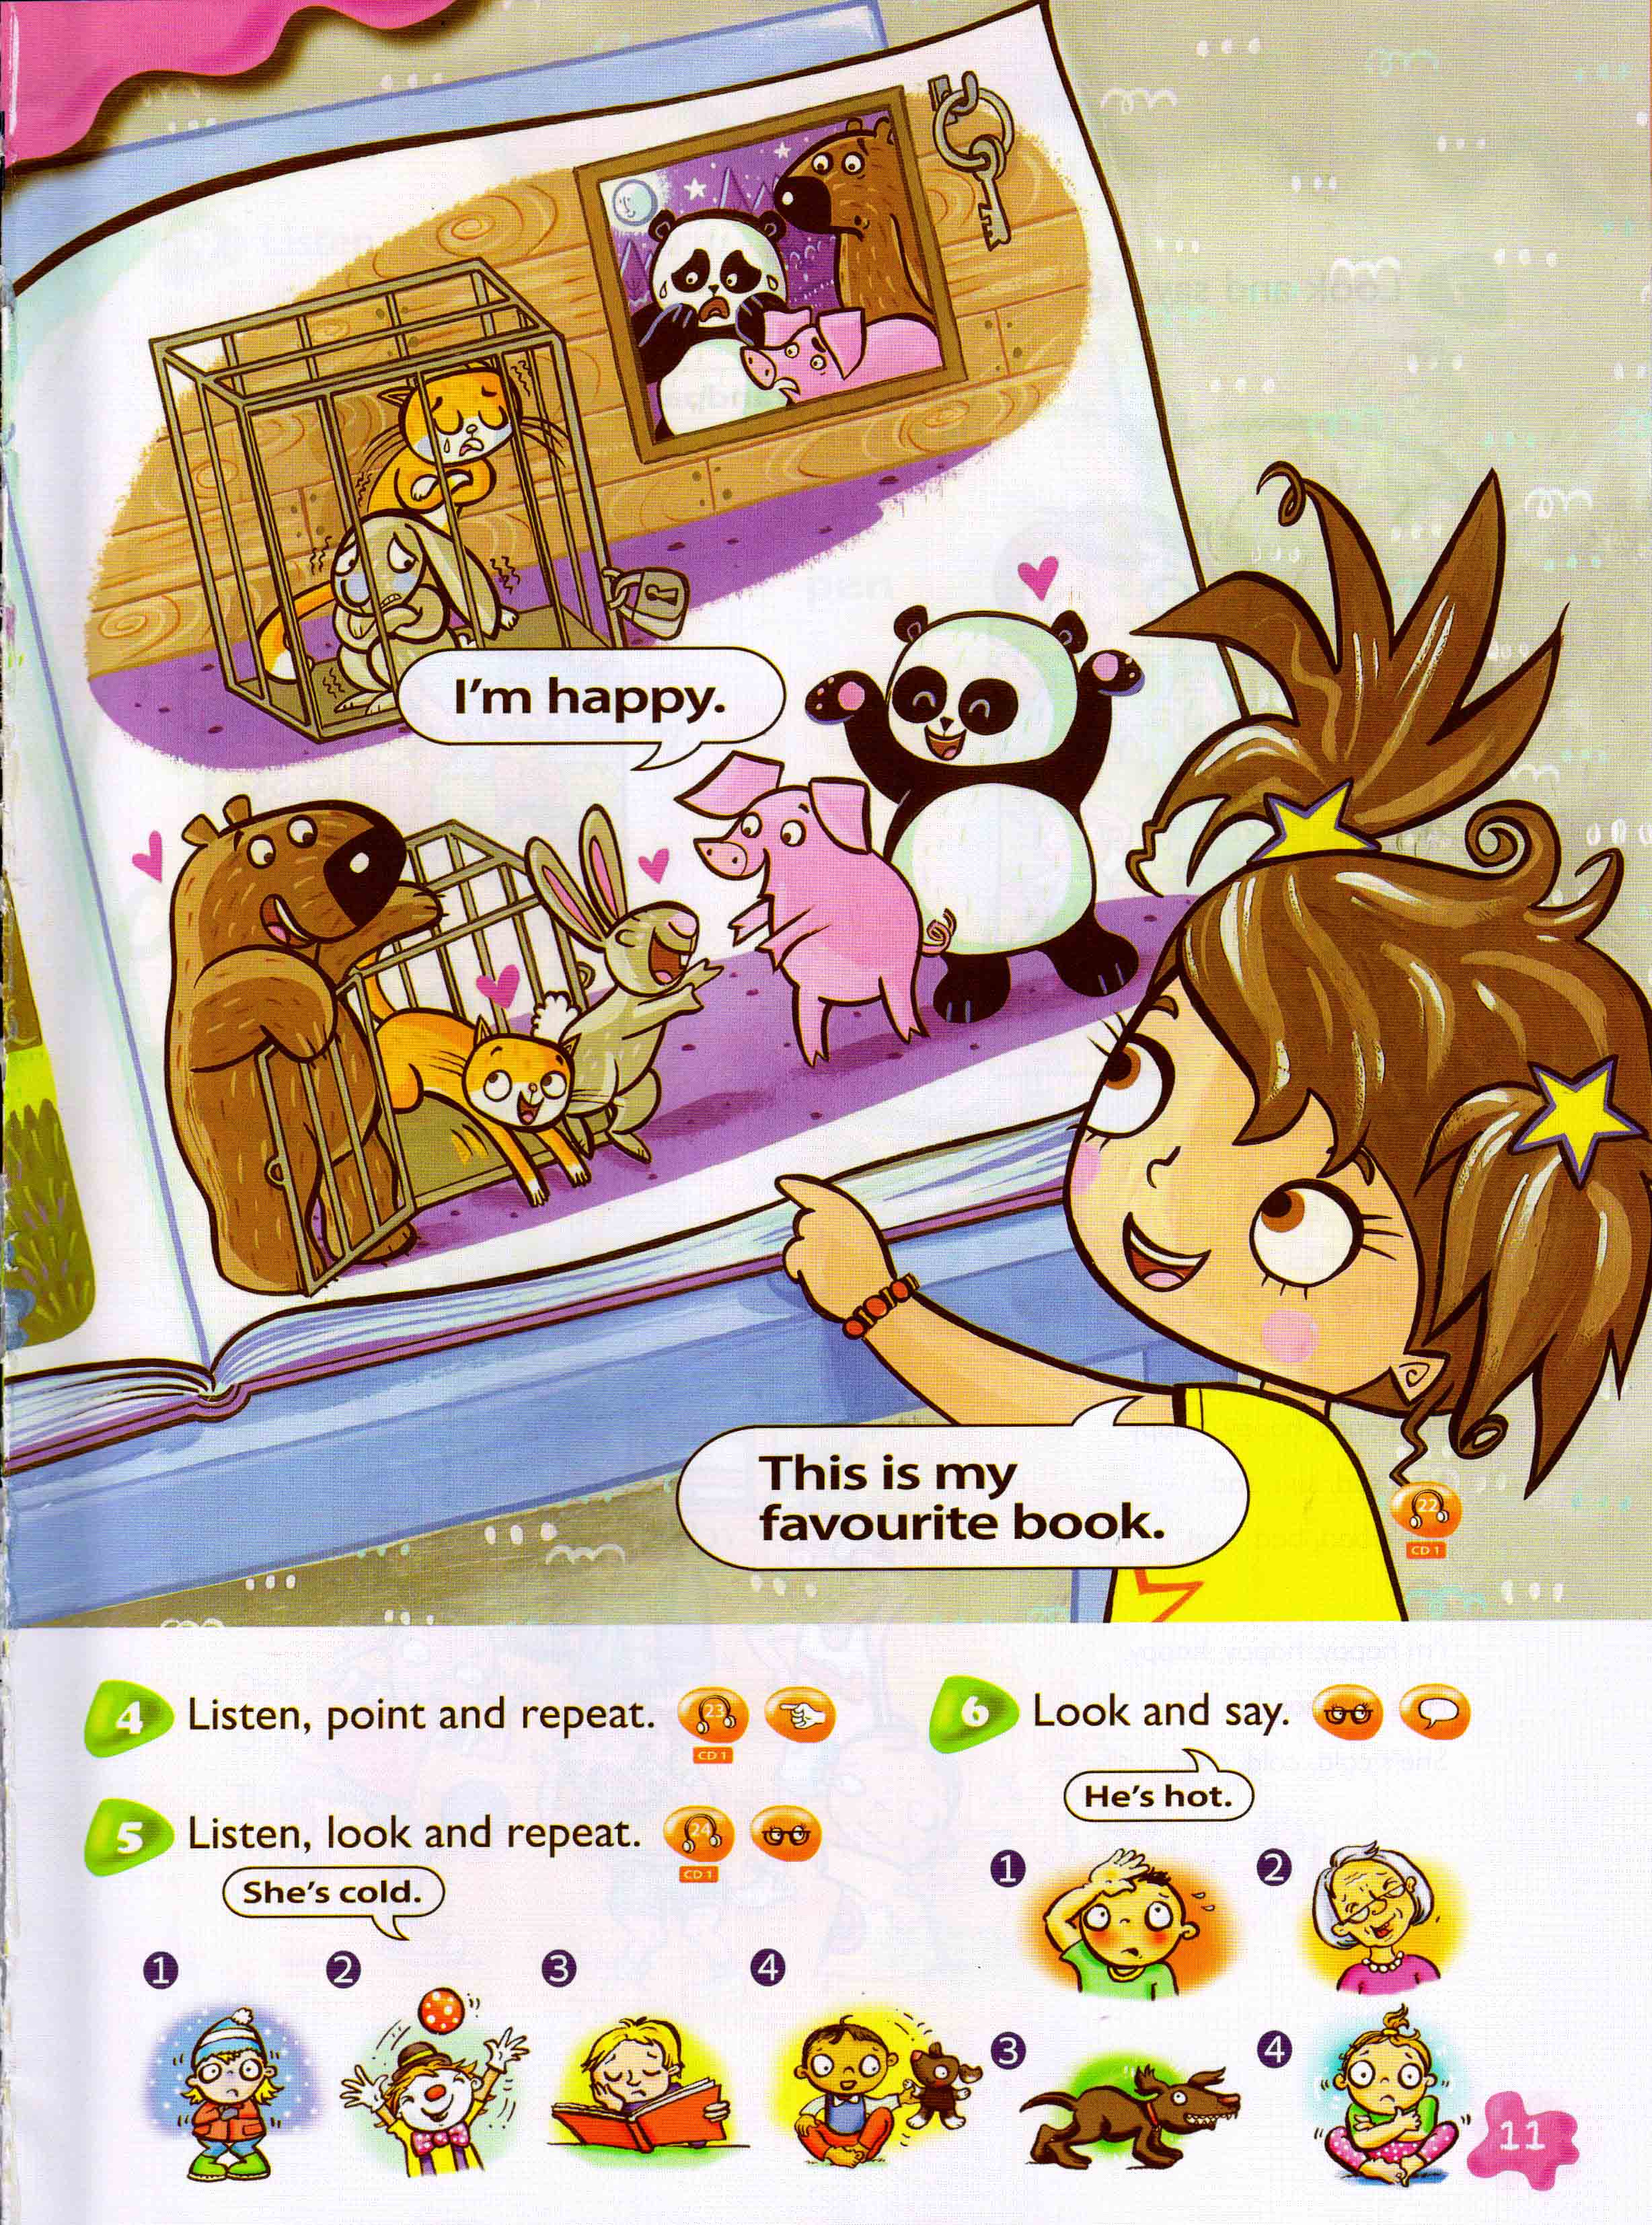 I'm happy.
This is my
favourite book.
22
CD 1
4 Listen, point and repeat. 23
CD 1
5 Listen, look and repeat. 24
CD 1
She's cold.
1 2 3 4
6 Look and say.
He's hot.
1 2
3 4
11